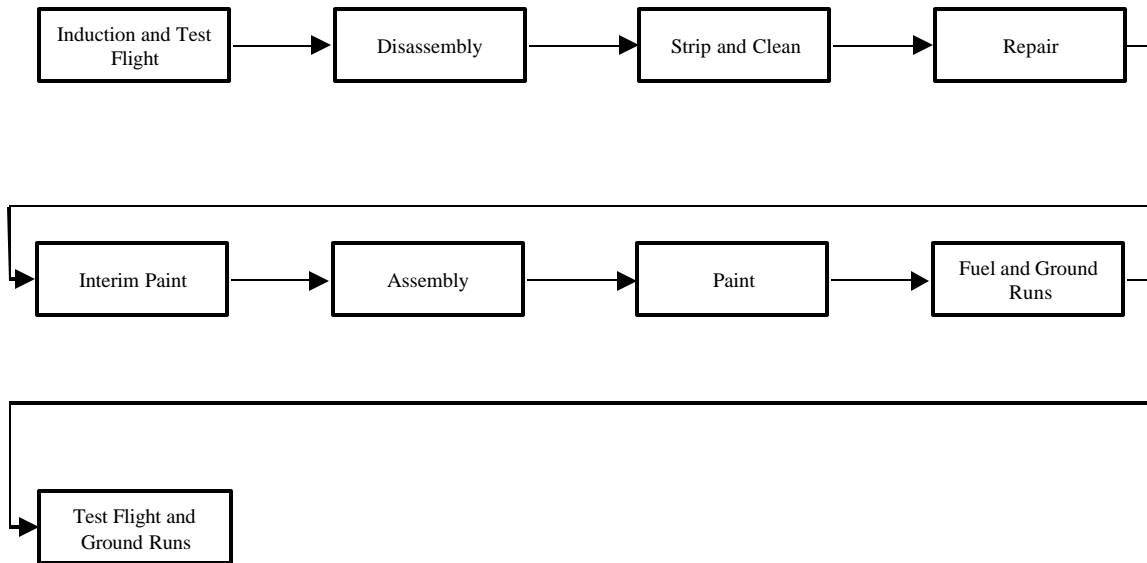 Induction and Test
Flight
Disassembly
Strip and Clean
Repair
Interim Paint
Assembly
Paint
Fuel and Ground
Runs
Test Flight and
Ground Runs